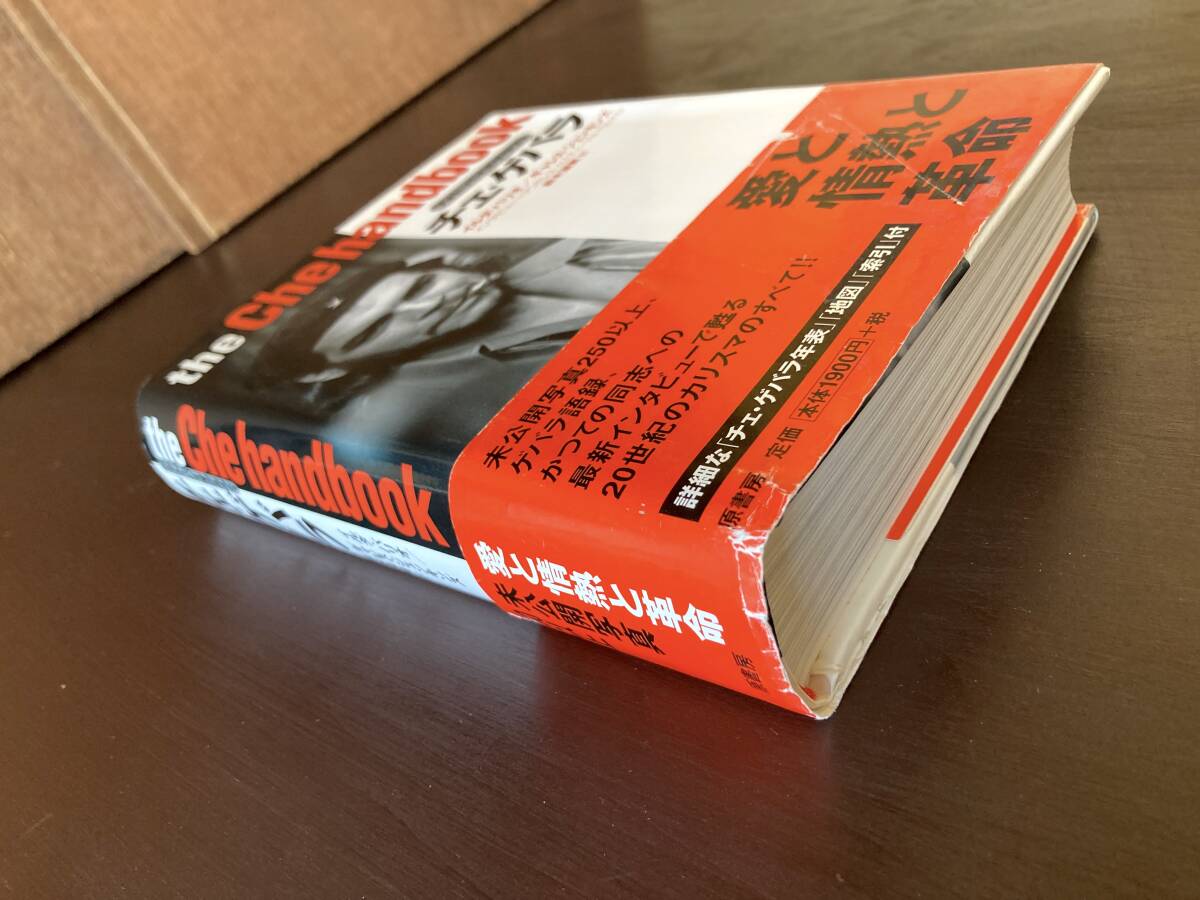 the Che handbook
チェ・ゲバラ
愛と
情熱と
革命
未公開写真250以上、
ゲバラ語録、
かつての同志への
最新インタビューで甦る
20世紀のカリスマのすべて!!
詳細な「チェ・ゲバラ年表」「地図」「索引」付
原書房 定価 本体1900円+税
the Che handbook
愛と情熱と革命
未公開写真
原書房